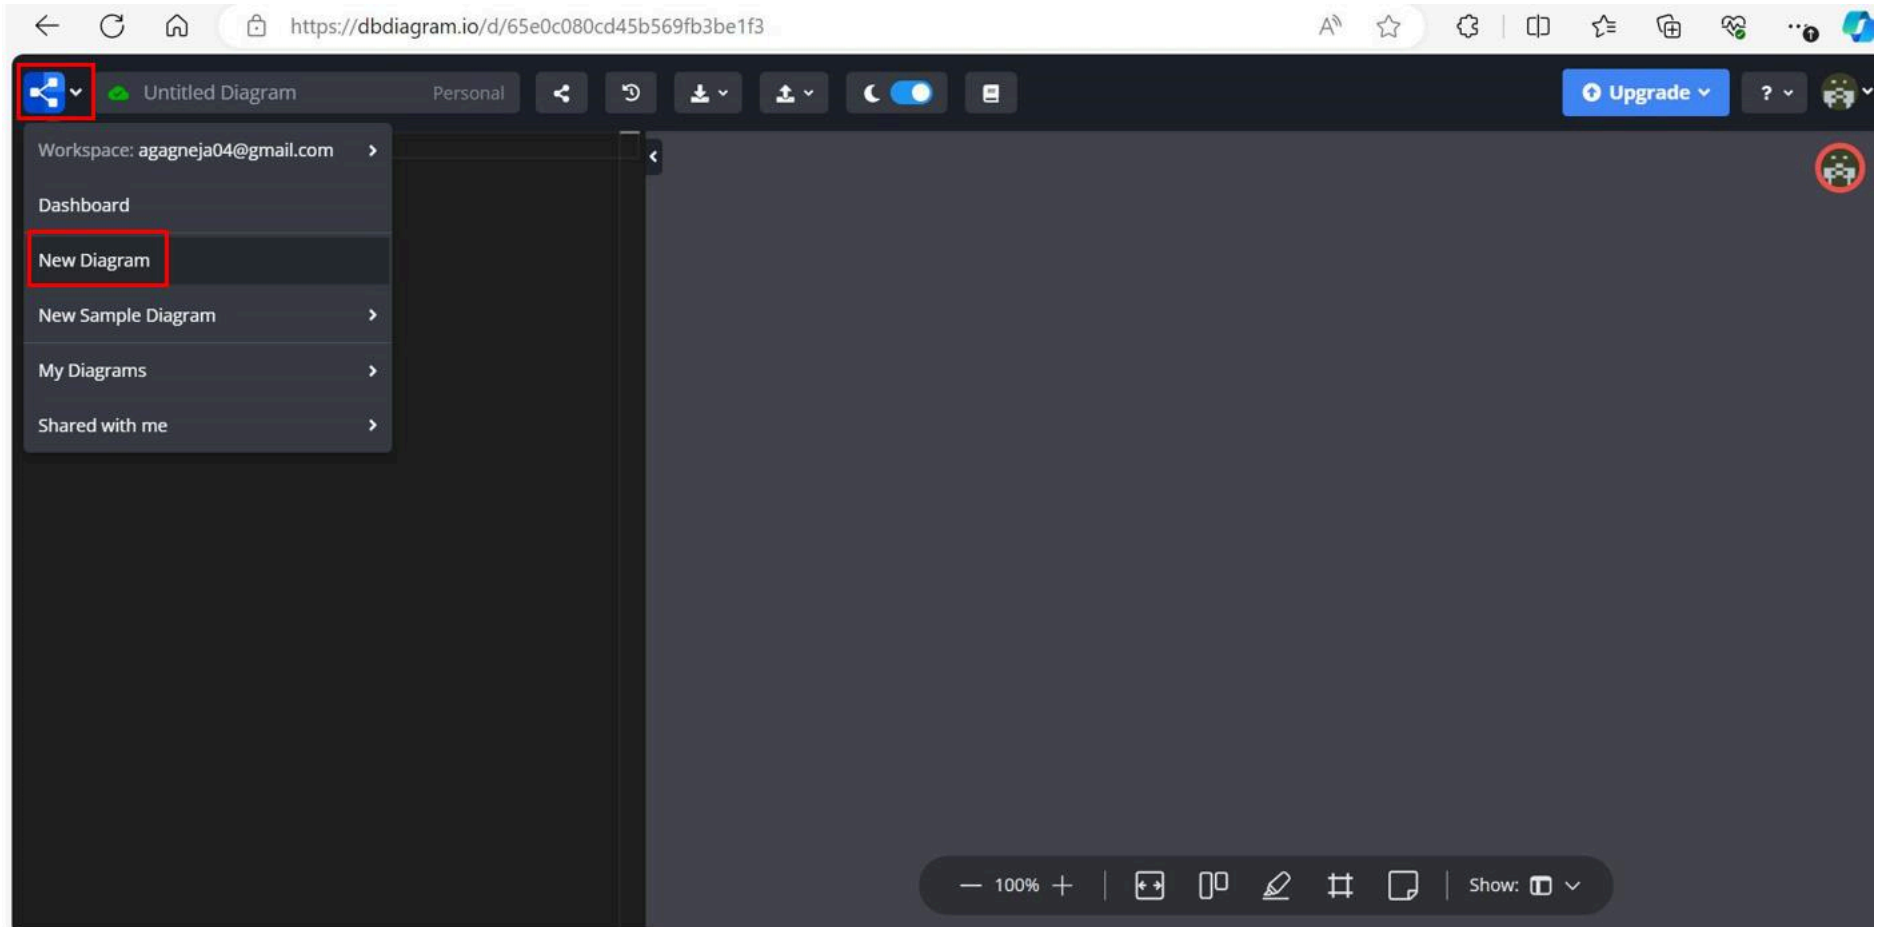 https://dbdiagram.io/d/65e0c080cd45b569fb3be1f3
Untitled Diagram Personal
Upgrade
?
Workspace: agagneja04@gmail.com
Dashboard
New Diagram
New Sample Diagram
My Diagrams
Shared with me
100%
Show: